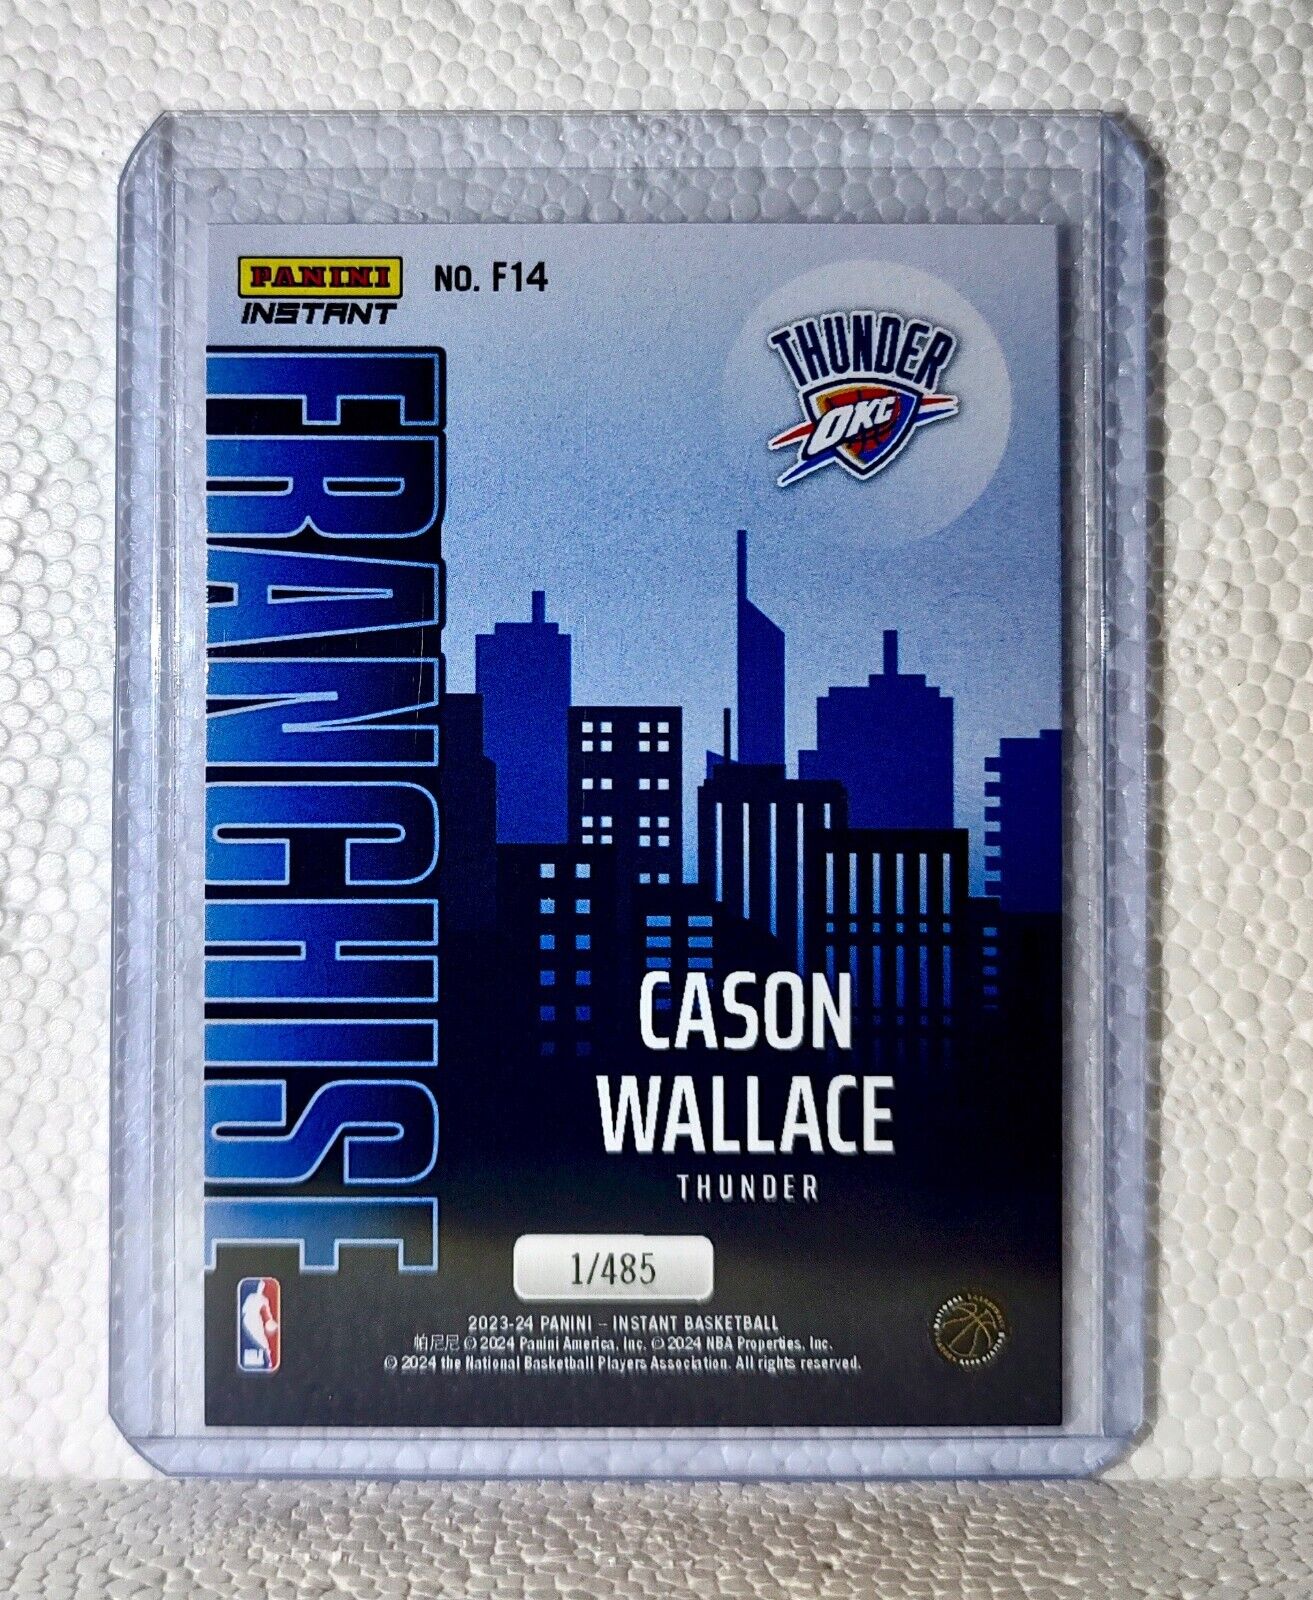 PANINI
INSTANT
NO. F14
THUNDER
OKC
FRANCHISE
CASON
WALLACE
THUNDER
1/485
2023-24 PANINI – INSTANT BASKETBALL
帕尼尼 © 2024 Panini America, Inc. © 2024 NBA Properties, Inc.
© 2024 the National Basketball Players Association. All rights reserved.